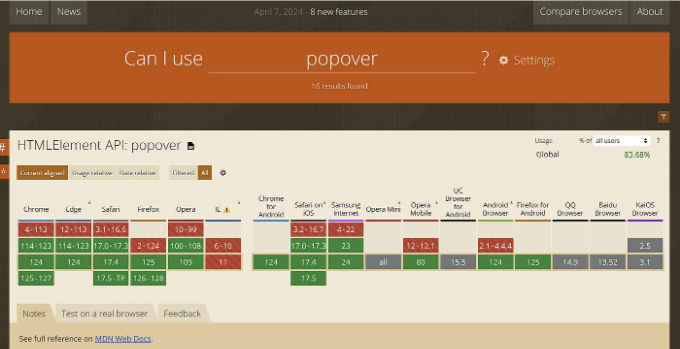 Home News April 7, 2024 - 8 new features Compare browsers About
Can I use popover ? Settings
16 results found
#
HTMLElement API: popover
Usage % of all users ?
Global 83.68%
Current aligned Usage relative Date relative Filtered All
Chrome Edge * Safari Firefox Opera IE * Chrome for Android Safari on iOS * Samsung Internet Opera Mini * Opera Mobile * UC Browser for Android Android Browser * Firefox for Android QQ Browser Baidu Browser KaiOS Browser
4-113 12-113 3.1-16.6 10-99 3.2-16.7 4-22
114-123 114-123 17.0-17.3 2-124 100-108 6-10 17.0-17.3 23 12-12.1 2.1-4.4.4 2.5
124 124 17.4 125 109 11 124 17.4 24 all 80 15.5 124 125 14.9 13.52 3.1
125-127 17.5-TP 126-128 17.5
Notes Test on a real browser Feedback
See full reference on MDN Web Docs.